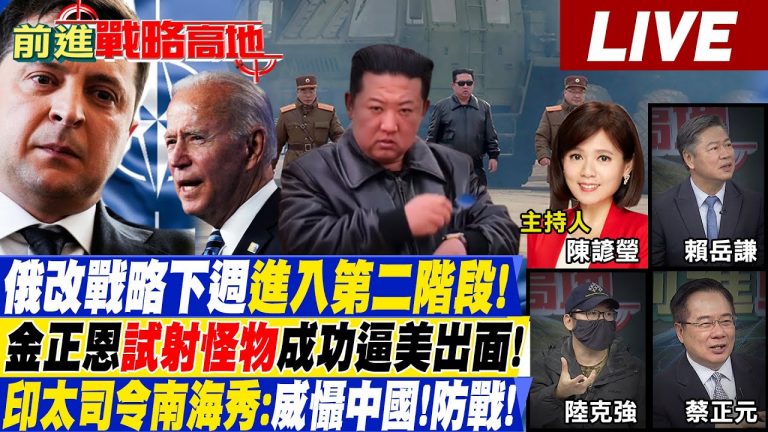 前進戰略高地
LIVE
主持人
陳諺瑩
賴岳謙
陸克強
蔡正元
俄改戰略下週進入第二階段!
金正恩試射怪物成功逼美出面!
印太司令南海秀:威懾中國!防戰!